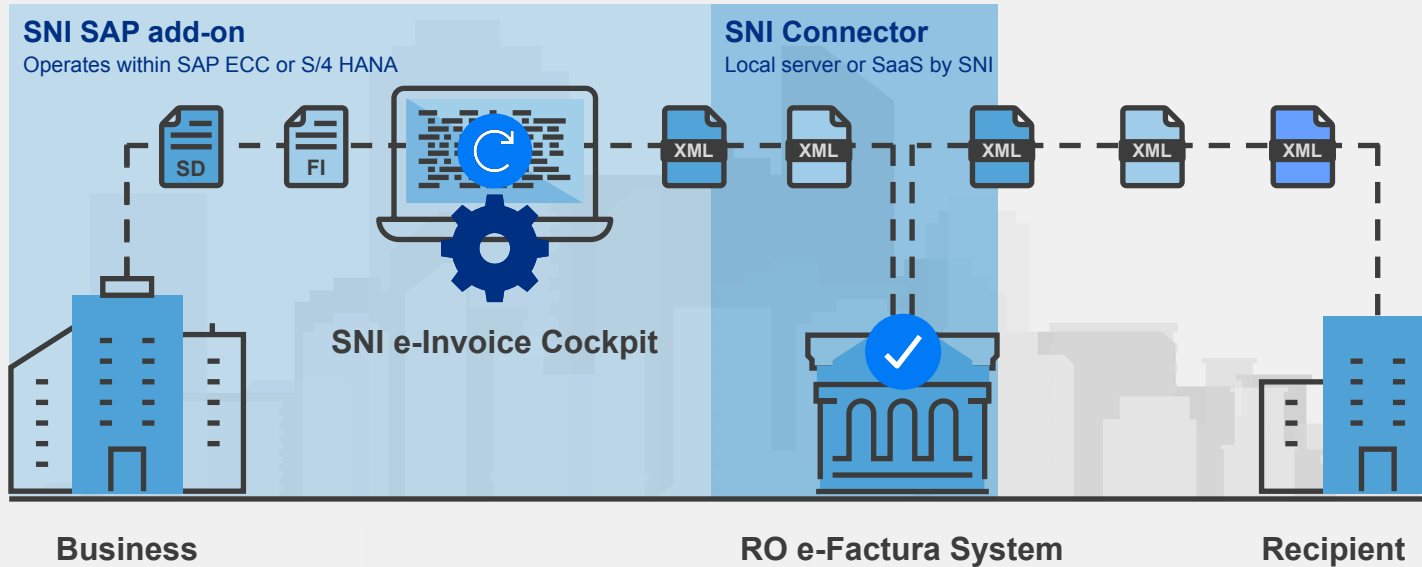 SNI SAP add-on
Operates within SAP ECC or S/4 HANA
SNI Connector
Local server or SaaS by SNI
SD
FI
XML
XML
XML
XML
XML
SNI e-Invoice Cockpit
Business
RO e-Factura System
Recipient